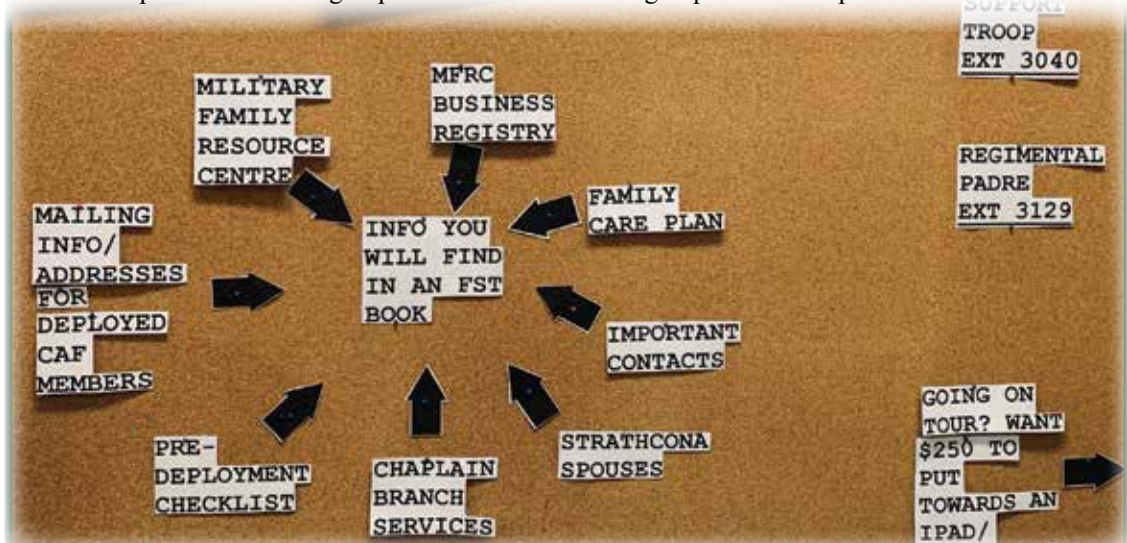 SUPPORT
TROOP
EXT 3040
MILITARY
FAMILY
RESOURCE
CENTRE
MFRC
BUSINESS
REGISTRY
REGIMENTAL
PADRE
EXT 3129
FAMILY
CARE PLAN
MAILING
INFO/
ADDRESSES
FOR
DEPLOYED
CAF
MEMBERS
INFO YOU
WILL FIND
IN AN FST
BOOK
IMPORTANT
CONTACTS
PRE-
DEPLOYMENT
CHECKLIST
CHAPLAIN
BRANCH
SERVICES
STRATHCONA
SPOUSES
GOING ON
TOUR? WANT
$250 TO
PUT
TOWARDS AN
IPAD/